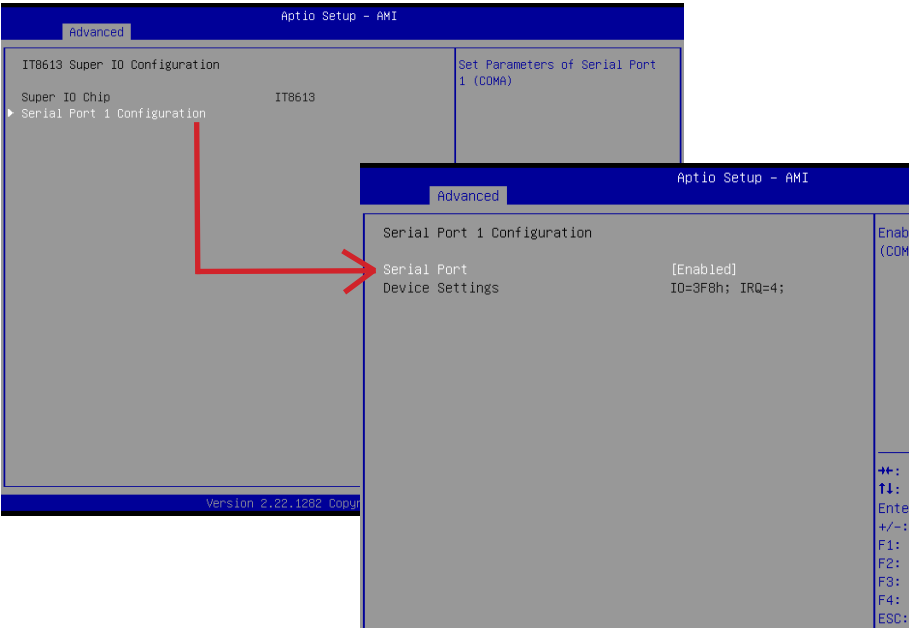 Aptio Setup – AMI
Advanced
IT8613 Super IO Configuration
Super IO Chip IT8613
Serial Port 1 Configuration
Set Parameters of Serial Port
1 (COMA)
Version 2.22.1282
Aptio Setup – AMI
Advanced
Serial Port 1 Configuration
Serial Port [Enabled]
Device Settings IO=3F8h; IRQ=4;
Enab
(COM
→←:
↑↓:
Ente
+/-:
F1:
F2:
F3:
F4:
ESC: